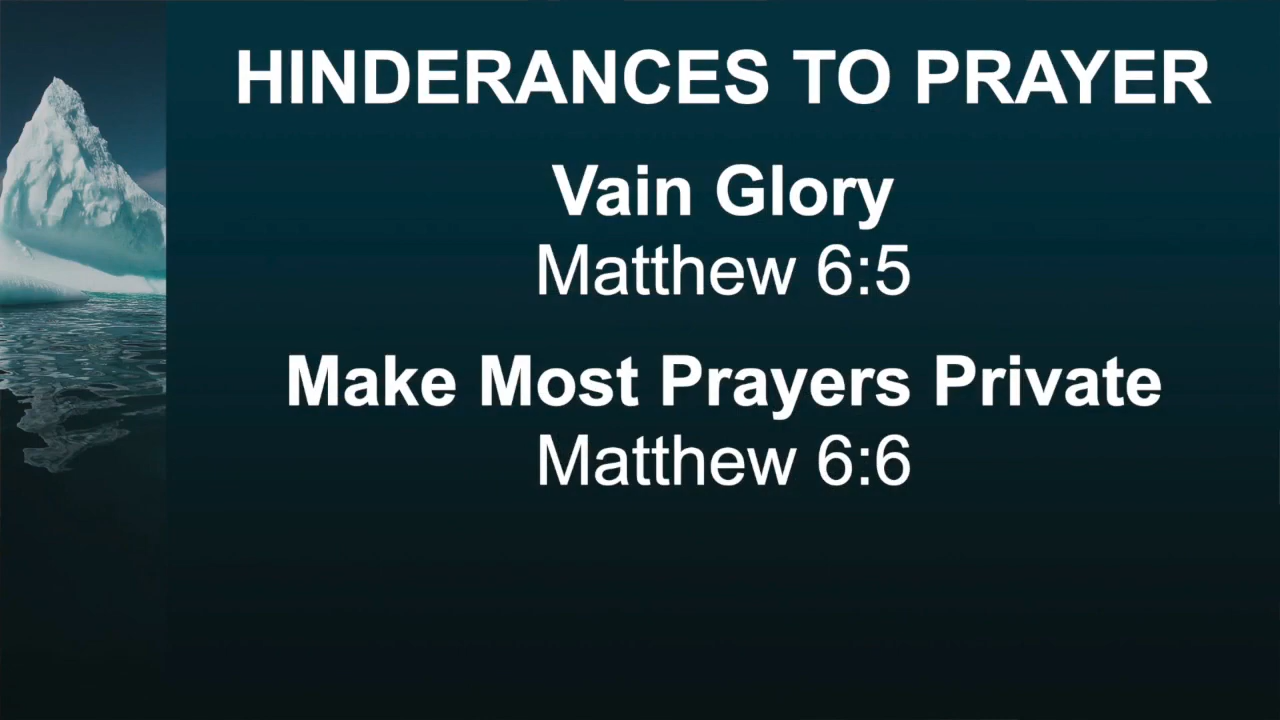 HINDERANCES TO PRAYER
Vain Glory
Matthew 6:5
Make Most Prayers Private
Matthew 6:6